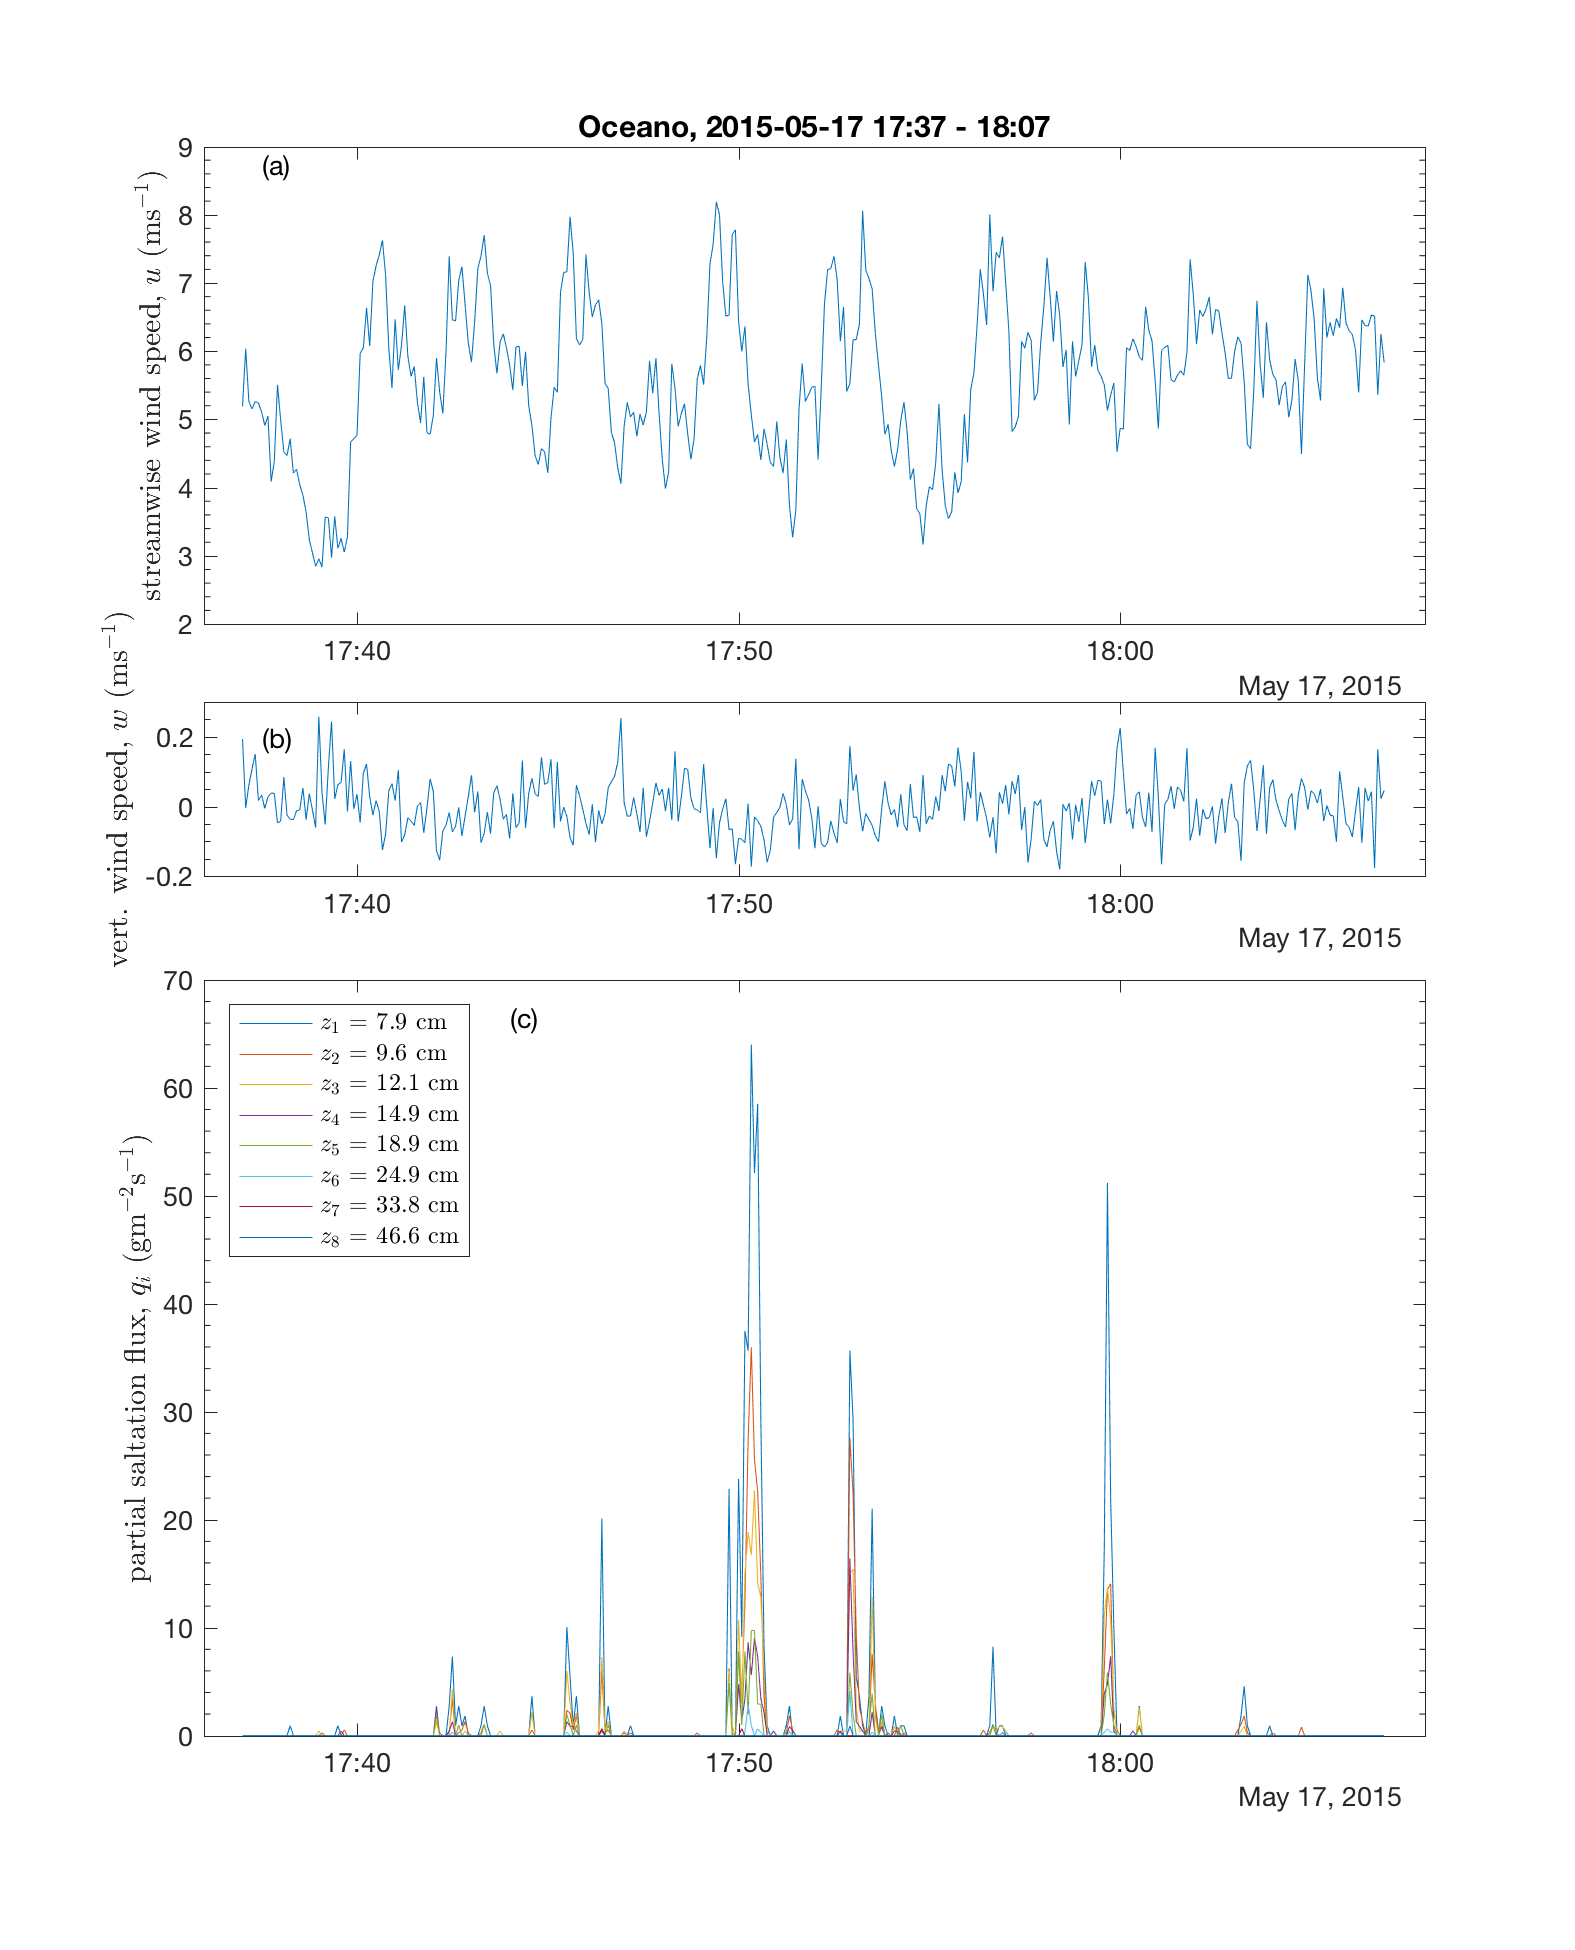 Oceano, 2015-05-17 17:37 - 18:07
(a)
streamwise wind speed, u (ms⁻¹)
9
8
7
6
5
4
3
2
17:40 17:50 18:00
May 17, 2015
(b)
vert. wind speed, w (ms⁻¹)
0.2
0
-0.2
17:40 17:50 18:00
May 17, 2015
(c)
partial saltation flux, qᵢ (gm⁻²s⁻¹)
70
60
50
40
30
20
10
0
z₁ = 7.9 cm
z₂ = 9.6 cm
z₃ = 12.1 cm
z₄ = 14.9 cm
z₅ = 18.9 cm
z₆ = 24.9 cm
z₇ = 33.8 cm
z₈ = 46.6 cm
17:40 17:50 18:00
May 17, 2015